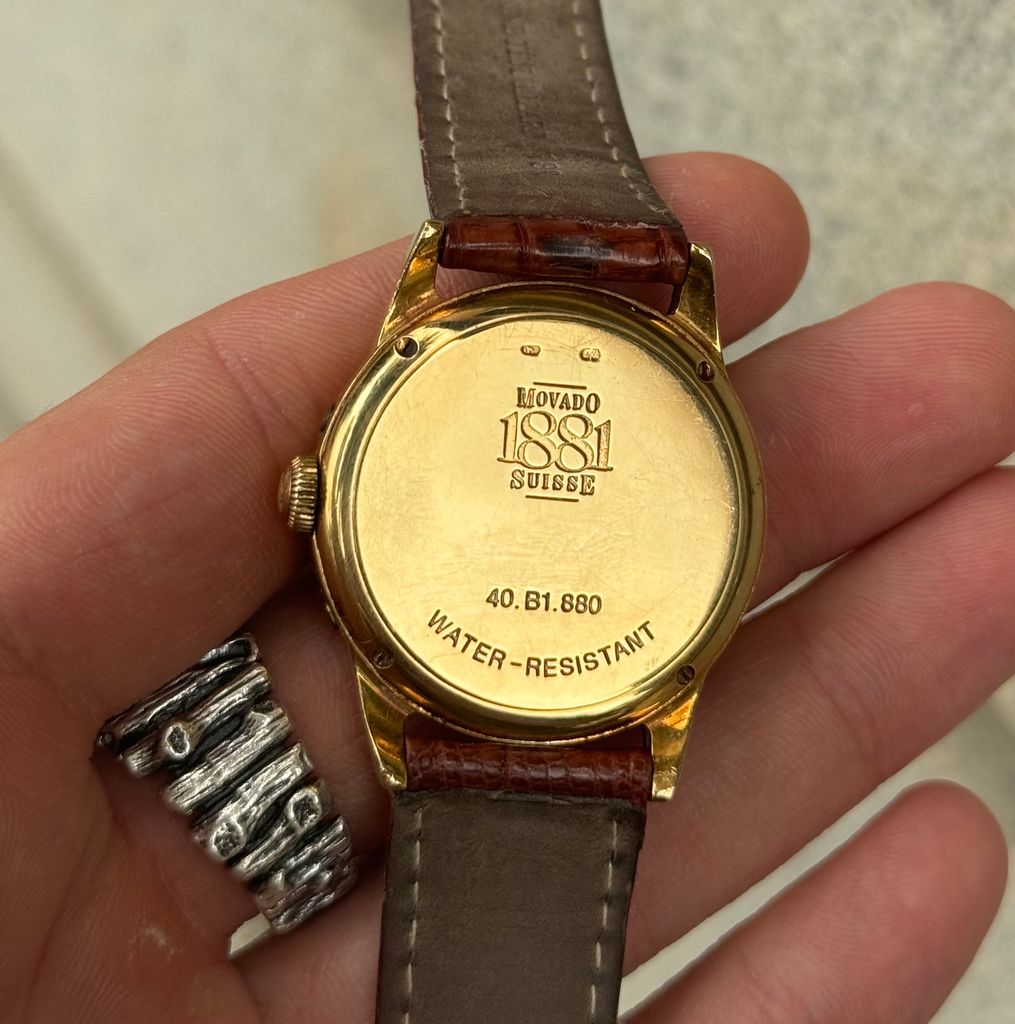 MOVADO
1881
SUISSE
40.B1.880
WATER-RESISTANT